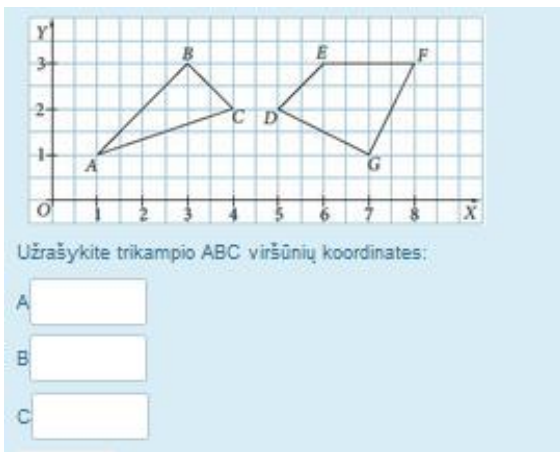 Y
3
B
E
F
2
C
D
1
A
G
O
1
2
3
4
5
6
7
8
X
Užrašykite trikampio ABC viršūnių koordinates:
A
B
C